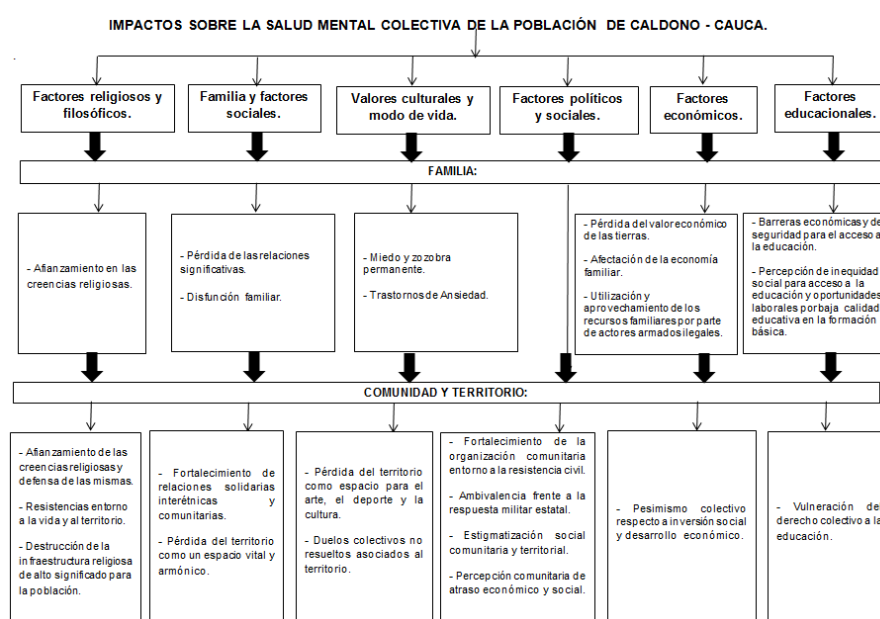 IMPACTOS SOBRE LA SALUD MENTAL COLECTIVA DE LA POBLACIÓN DE CALDONO - CAUCA.
Factores religiosos y
filosóficos.
Familia y factores
sociales.
Valores culturales y
modo de vida.
Factores políticos
y sociales.
Factores
económicos.
Factores
educacionales.
FAMILIA:
- Afianzamiento en las
creencias religiosas.
- Pérdida de las relaciones
significativas.
- Disfunción familiar.
- Miedo y zozobra
permanente.
- Trastornos de Ansiedad.
- Pérdida del valor económico
de las tierras.
- Afectación de la economía
familiar.
- Utilización y
aprovechamiento de los
recursos familiares por parte
de actores armados ilegales.
- Barreras económicas y de
seguridad para el acceso a
la educación.
- Percepción de inequidad
social para acceso a la
educación y oportunidades
laborales por baja calidad
educativa en la formación
básica.
COMUNIDAD Y TERRITORIO:
- Afianzamiento de las
creencias religiosas y
defensa de las mismas.
- Resistencias entorno
a la vida y al territorio.
- Destrucción de la
infraestructura religiosa
de alto significado para
la población.
- Fortalecimiento de
relaciones solidarias
interétnicas y
comunitarias.
- Pérdida del territorio
como un espacio vital y
armónico.
- Pérdida del territorio
como espacio para el
arte, el deporte y la
cultura.
- Duelos colectivos no
resueltos asociados al
territorio.
- Fortalecimiento de la
organización comunitaria
entorno a la resistencia civil.
- Ambivalencia frente a la
respuesta militar estatal.
- Estigmatización social
comunitaria y territorial.
- Percepción comunitaria de
atraso económico y social.
- Pesimismo colectivo
respecto a inversión social
y desarrollo económico.
- Vulneración del
derecho colectivo a la
educación.